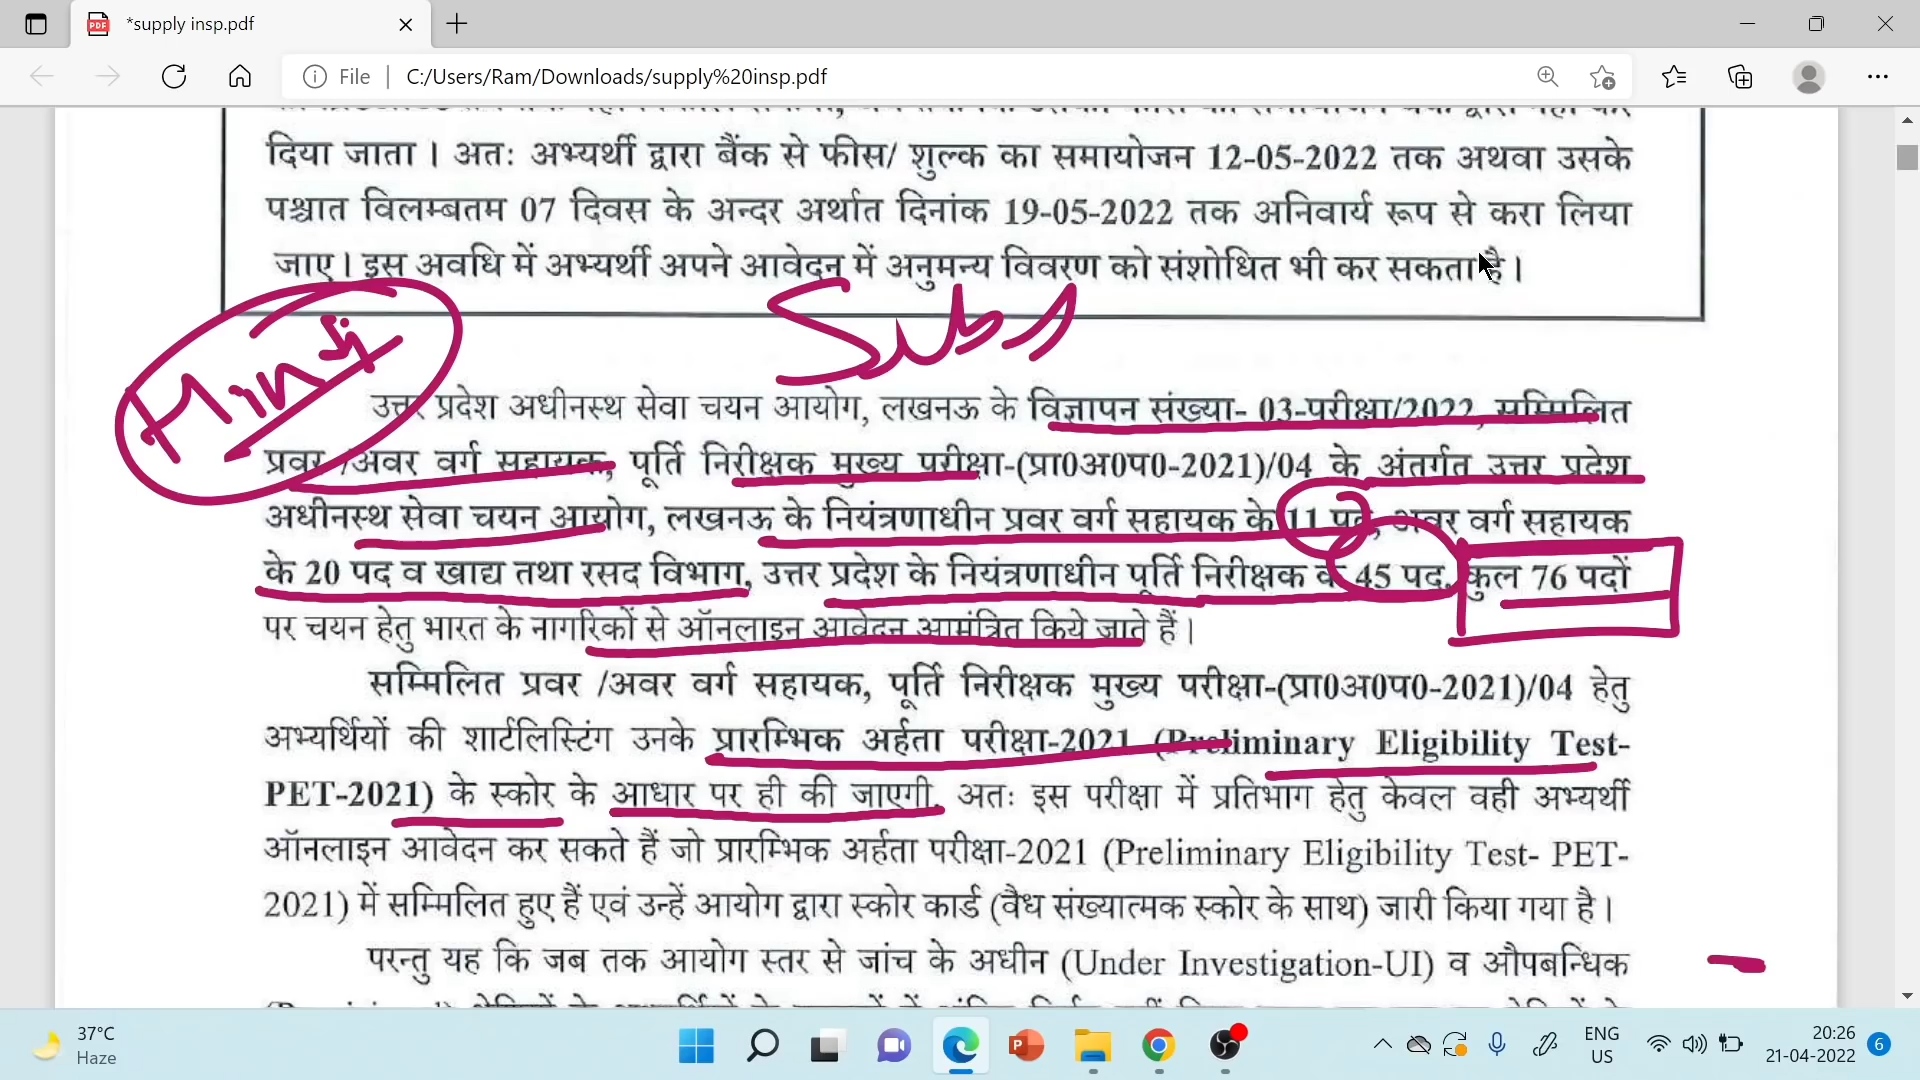 *supply insp.pdf
File C:/Users/Ram/Downloads/supply%20insp.pdf
दिया जाता। अतः अभ्यर्थी द्वारा बैंक से फीस/ शुल्क का समायोजन 12-05-2022 तक अथवा उसके
पश्चात विलम्बतम 07 दिवस के अन्दर अर्थात दिनांक 19-05-2022 तक अनिवार्य रूप से करा लिया
जाए। इस अवधि में अभ्यर्थी अपने आवेदन में अनुमन्य विवरण को संशोधित भी कर सकता है।
उत्तर प्रदेश अधीनस्थ सेवा चयन आयोग, लखनऊ के विज्ञापन संख्या- 03-परीक्षा/2022, सम्मिलित
प्रवर /अवर वर्ग सहायक, पूर्ति निरीक्षक मुख्य परीक्षा-(प्रा0अ0प0-2021)/04 के अंतर्गत उत्तर प्रदेश
अधीनस्थ सेवा चयन आयोग, लखनऊ के नियंत्रणाधीन प्रवर वर्ग सहायक के 11 पद, अवर वर्ग सहायक
के 20 पद व खाद्य तथा रसद विभाग, उत्तर प्रदेश के नियंत्रणाधीन पूर्ति निरीक्षक के 45 पद, कुल 76 पदों
पर चयन हेतु भारत के नागरिकों से ऑनलाइन आवेदन आमंत्रित किये जाते हैं।
सम्मिलित प्रवर /अवर वर्ग सहायक, पूर्ति निरीक्षक मुख्य परीक्षा-(प्रा0अ0प0-2021)/04 हेतु
अभ्यर्थियों की शार्टलिस्टिंग उनके प्रारम्भिक अर्हता परीक्षा-2021 (Preliminary Eligibility Test-
PET-2021) के स्कोर के आधार पर ही की जाएगी, अतः इस परीक्षा में प्रतिभाग हेतु केवल वही अभ्यर्थी
ऑनलाइन आवेदन कर सकते हैं जो प्रारम्भिक अर्हता परीक्षा-2021 (Preliminary Eligibility Test- PET-
2021) में सम्मिलित हुए हैं एवं उन्हें आयोग द्वारा स्कोर कार्ड (वैध संख्यात्मक स्कोर के साथ) जारी किया गया है।
परन्तु यह कि जब तक आयोग स्तर से जांच के अधीन (Under Investigation-UI) व औपबन्धिक
37°C
Haze
ENG
US
20:26
21-04-2022
6